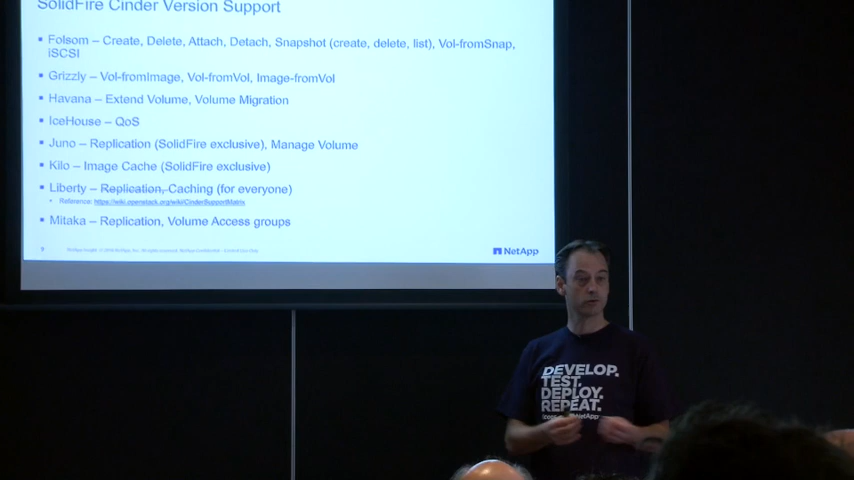 SolidFire Cinder Version Support
Folsom – Create, Delete, Attach, Detach, Snapshot (create, delete, list), Vol-fromSnap,
iSCSI
Grizzly – Vol-fromImage, Vol-fromVol, Image-fromVol
Havana – Extend Volume, Volume Migration
IceHouse – QoS
Juno – Replication (SolidFire exclusive), Manage Volume
Kilo – Image Cache (SolidFire exclusive)
Liberty – Replication, Caching (for everyone)
Reference: https://wiki.openstack.org/wiki/CinderSupportMatrix
Mitaka – Replication, Volume Access groups
9
NetApp
DEVELOP.
TEST.
DEPLOY.
REPEAT.
NetApp